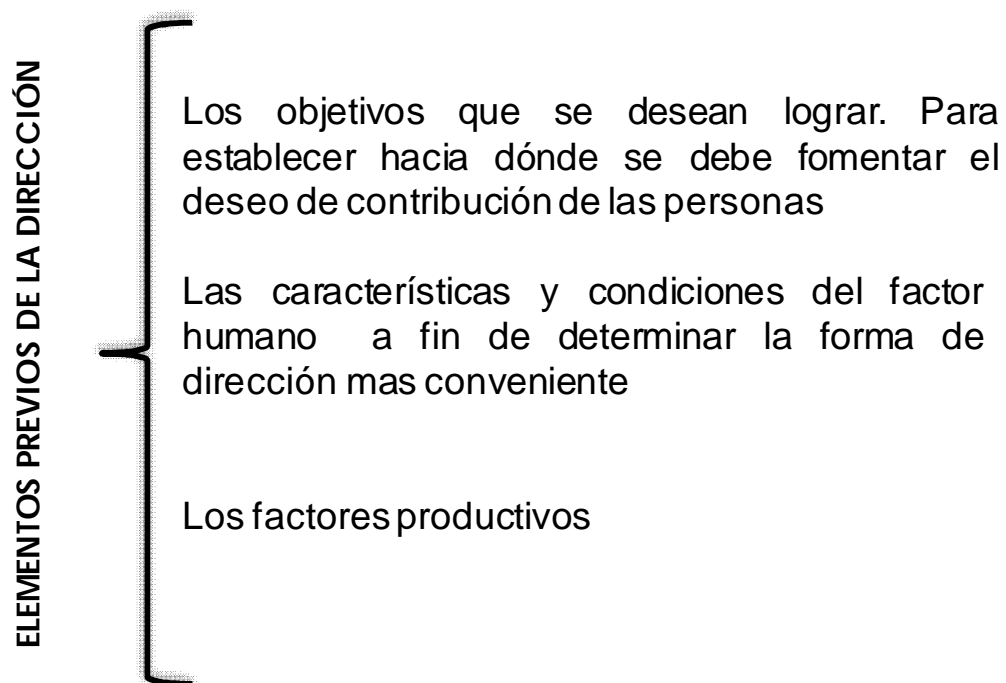 ELEMENTOS PREVIOS DE LA DIRECCIÓN
Los objetivos que se desean lograr. Para
establecer hacia dónde se debe fomentar el
deseo de contribución de las personas
Las características y condiciones del factor
humano a fin de determinar la forma de
dirección mas conveniente
Los factores productivos